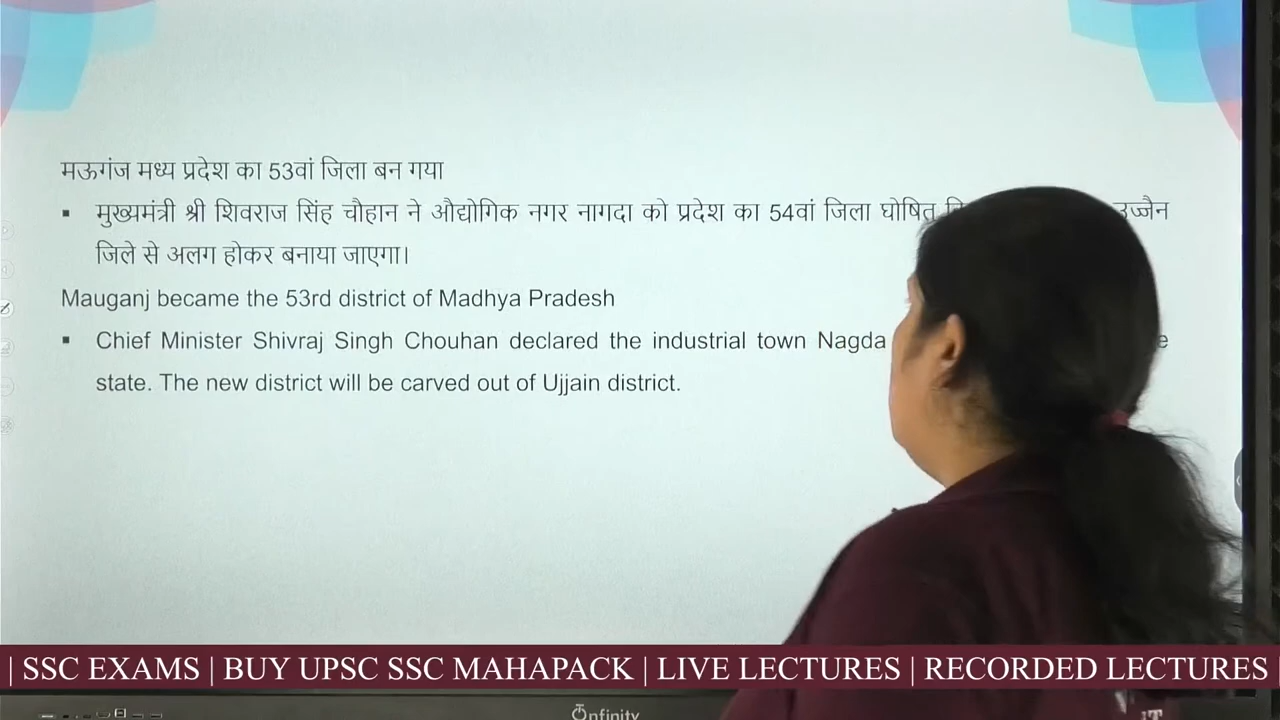 मऊगंज मध्य प्रदेश का 53वां जिला बन गया
▪ मुख्यमंत्री श्री शिवराज सिंह चौहान ने औद्योगिक नगर नागदा को प्रदेश का 54वां जिला घोषित उज्जैन
जिले से अलग होकर बनाया जाएगा।
Mauganj became the 53rd district of Madhya Pradesh
▪ Chief Minister Shivraj Singh Chouhan declared the industrial town Nagda
state. The new district will be carved out of Ujjain district.
| SSC EXAMS | BUY UPSC SSC MAHAPACK | LIVE LECTURES | RECORDED LECTURES |